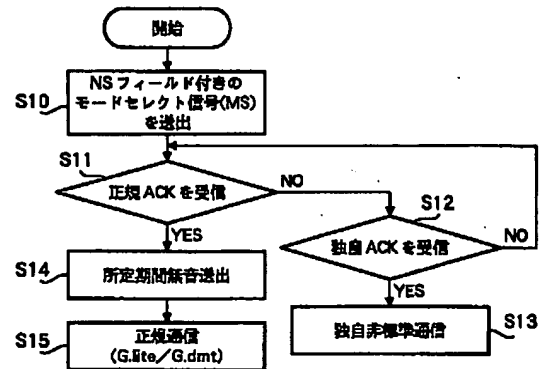 開始
S10
NSフィールド付きの
モードセレクト信号(MS)
を送出
S11
正規ACKを受信
NO
S12
YES
独自ACKを受信
NO
S14
所定期間無音送出
YES
S13
独自非標準通信
S15
正規通信
(G.lite／G.dmt)